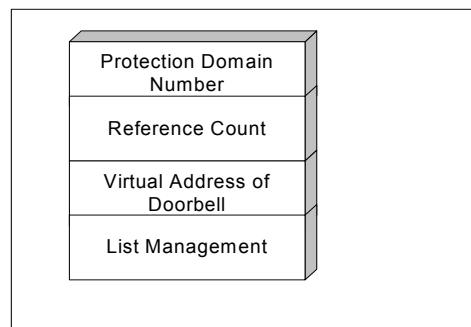 Protection Domain
Number
Reference Count
Virtual Address of
Doorbell
List Management